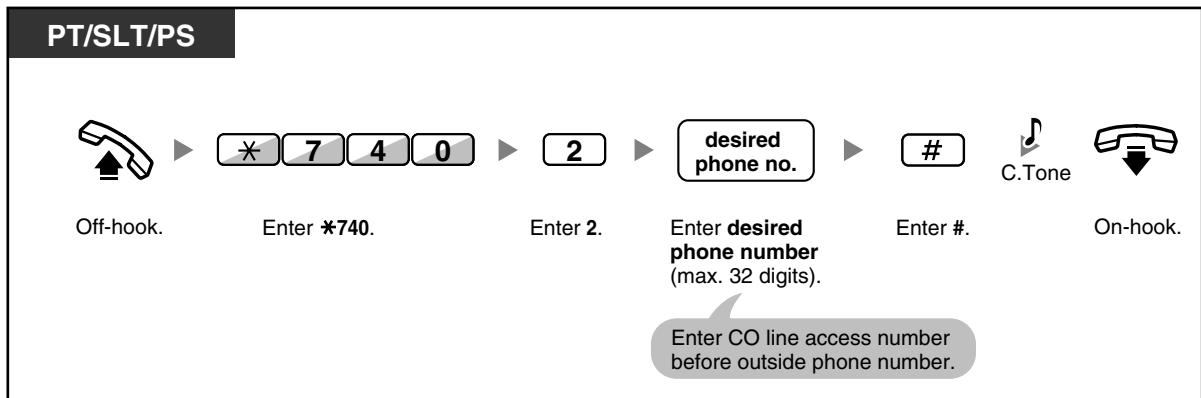 PT/SLT/PS
* 7 4 0 2 desired phone no. # C.Tone
Off-hook. Enter *740. Enter 2. Enter desired Enter #. On-hook.
phone number
(max. 32 digits).
Enter CO line access number
before outside phone number.